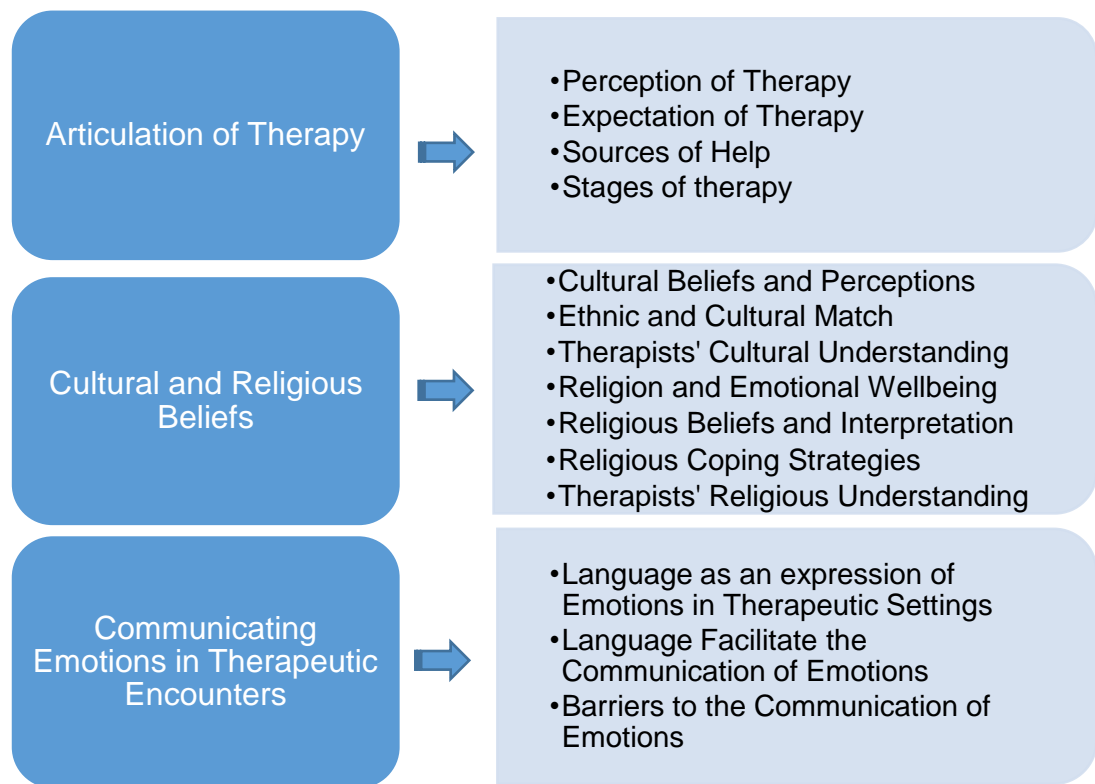 Articulation of Therapy
•Perception of Therapy
•Expectation of Therapy
•Sources of Help
•Stages of therapy
Cultural and Religious
Beliefs
•Cultural Beliefs and Perceptions
•Ethnic and Cultural Match
•Therapists' Cultural Understanding
•Religion and Emotional Wellbeing
•Religious Beliefs and Interpretation
•Religious Coping Strategies
•Therapists' Religious Understanding
Communicating
Emotions in Therapeutic
Encounters
•Language as an expression of
Emotions in Therapeutic Settings
•Language Facilitate the
Communication of Emotions
•Barriers to the Communication of
Emotions